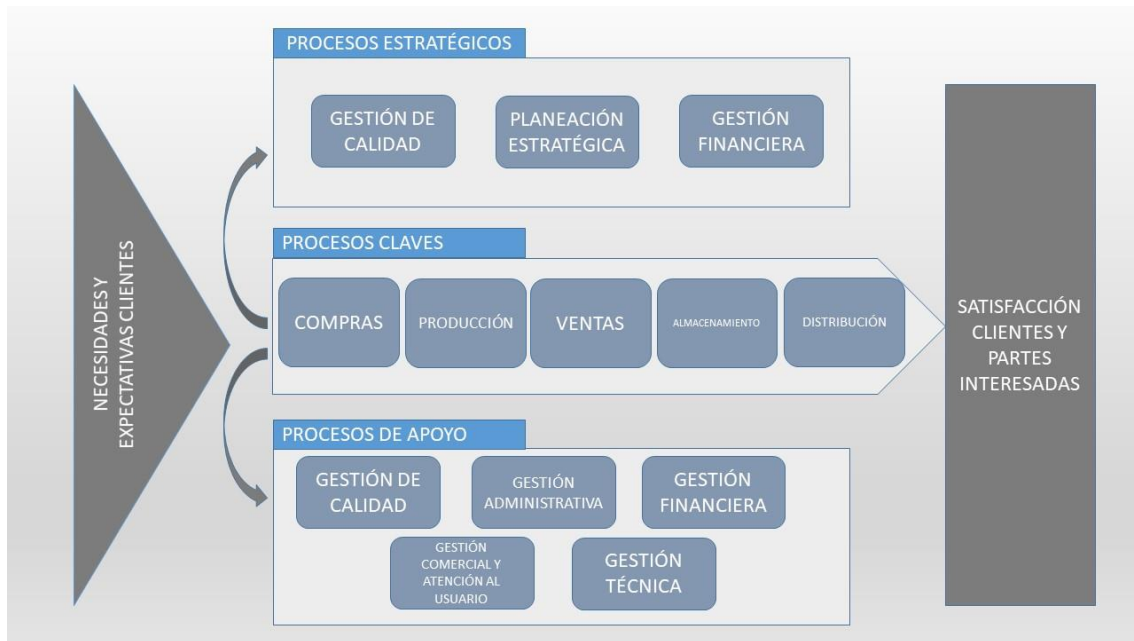 PROCESOS ESTRATÉGICOS
GESTIÓN DE
CALIDAD
PLANEACIÓN
ESTRATÉGICA
GESTIÓN
FINANCIERA
NECESIDADES Y
EXPECTATIVAS CLIENTES
PROCESOS CLAVES
COMPRAS
PRODUCCIÓN
VENTAS
ALMACENAMIENTO
DISTRIBUCIÓN
SATISFACCIÓN
CLIENTES Y
PARTES
INTERESADAS
PROCESOS DE APOYO
GESTIÓN DE
CALIDAD
GESTIÓN
ADMINISTRATIVA
GESTIÓN
FINANCIERA
GESTIÓN
COMERCIAL Y
ATENCIÓN AL
USUARIO
GESTIÓN
TÉCNICA